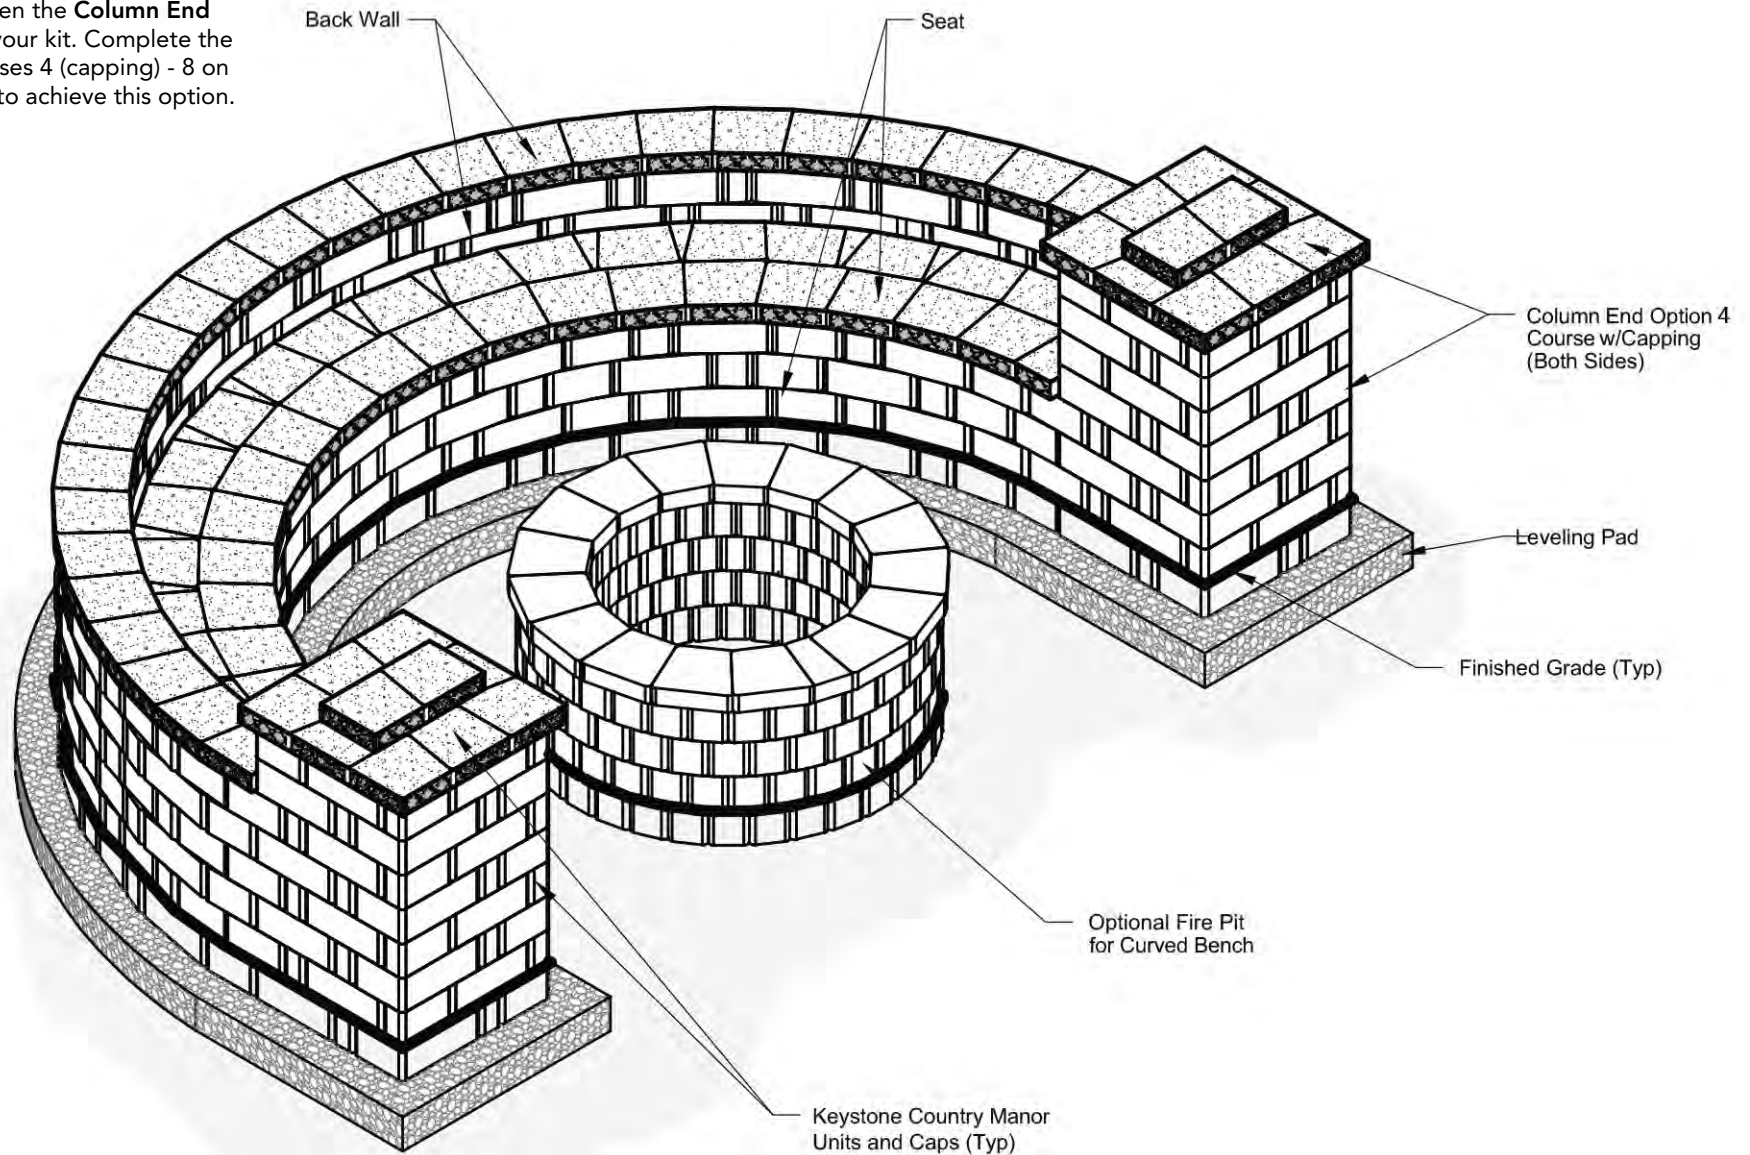 en the Column End
your kit. Complete the
ses 4 (capping) - 8 on
to achieve this option.
Back Wall
Seat
Column End Option 4
Course w/Capping
(Both Sides)
Leveling Pad
Finished Grade (Typ)
Optional Fire Pit
for Curved Bench
Keystone Country Manor
Units and Caps (Typ)